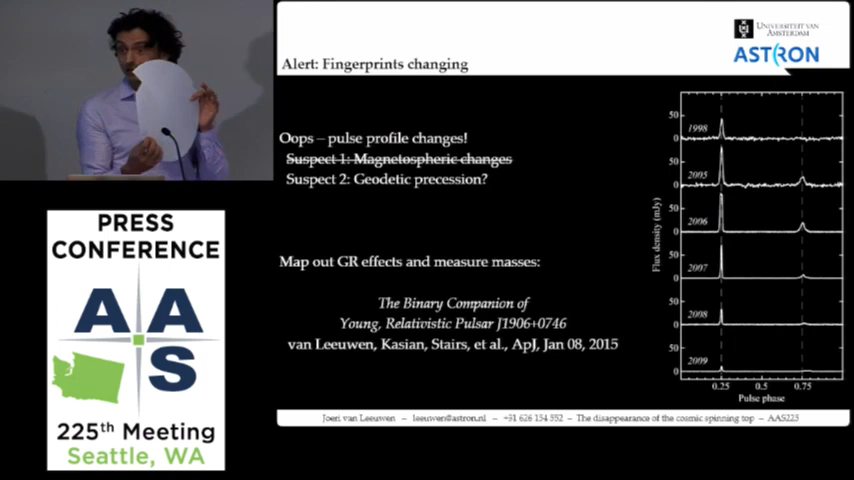 UNIVERSITEIT VAN
AMSTERDAM
ASTRON
Alert: Fingerprints changing
Oops – pulse profile changes!
Suspect 1: Magnetospheric changes
Suspect 2: Geodetic precession?
Map out GR effects and measure masses:
The Binary Companion of
Young, Relativistic Pulsar J1906+0746
van Leeuwen, Kasian, Stairs, et al., ApJ, Jan 08, 2015
Flux density (mJy)
50
1998
0
50
2005
0
50
2006
0
50
2007
0
50
2008
0
50
2009
0
0.25 0.5 0.75
Pulse phase
Joeri van Leeuwen – leeuwen@astron.nl – +31 626 154 552 – The disappearance of the cosmic spinning top – AAS225
PRESS
CONFERENCE
A A
S
225th Meeting
Seattle, WA